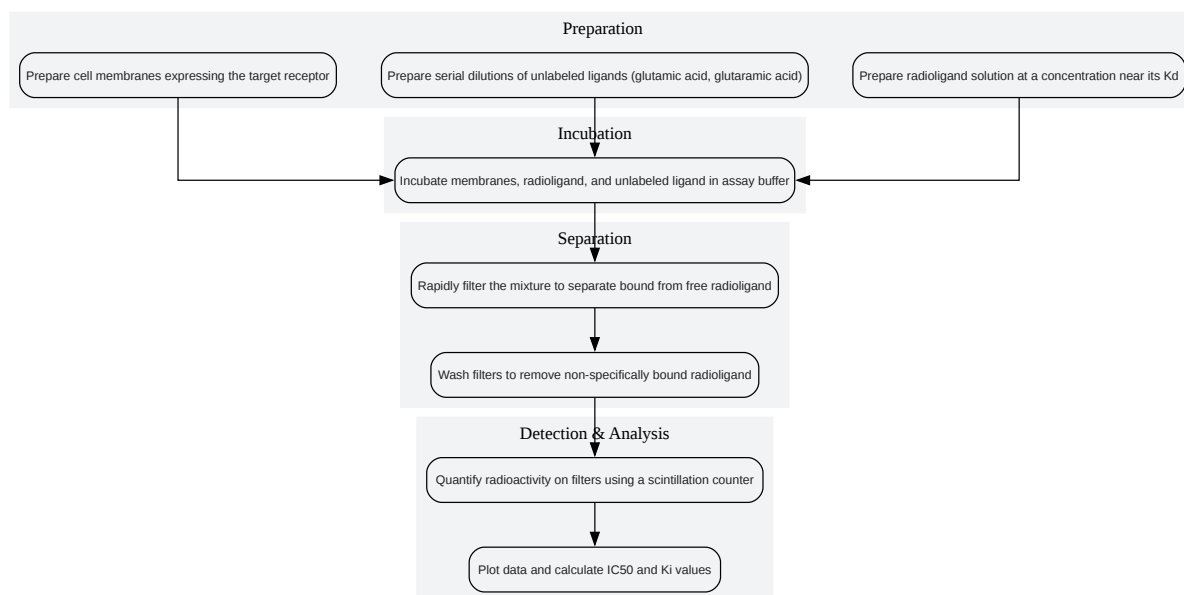 Preparation
Prepare cell membranes expressing the target receptor
Prepare serial dilutions of unlabeled ligands (glutamic acid, glutaramic acid)
Prepare radioligand solution at a concentration near its Kd
Incubation
Incubate membranes, radioligand, and unlabeled ligand in assay buffer
Separation
Rapidly filter the mixture to separate bound from free radioligand
Wash filters to remove non-specifically bound radioligand
Detection & Analysis
Quantify radioactivity on filters using a scintillation counter
Plot data and calculate IC50 and Ki values